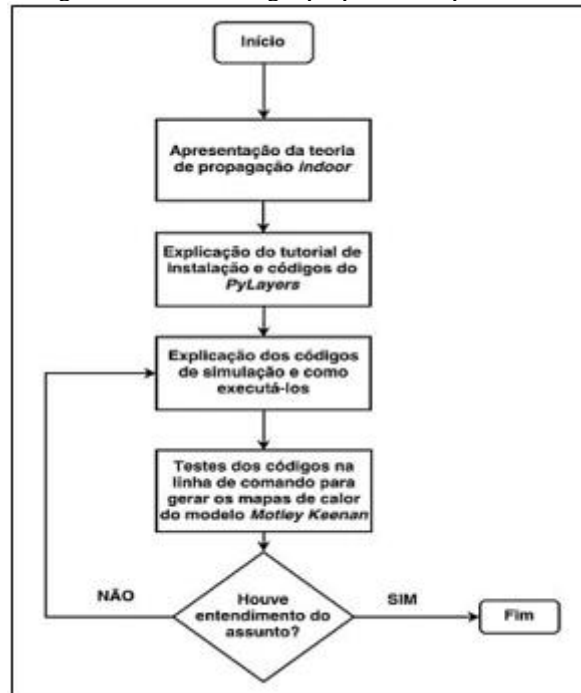 Início
Apresentação da teoria
de propagação indoor
Explicação do tutorial de
instalação e códigos do
PyLayers
Explicação dos códigos
de simulação e como
executá-los
Testes dos códigos na
linha de comando para
gerar os mapas de calor
do modelo Motley Keenan
Houve
entendimento do
assunto?
NÃO
SIM
Fim